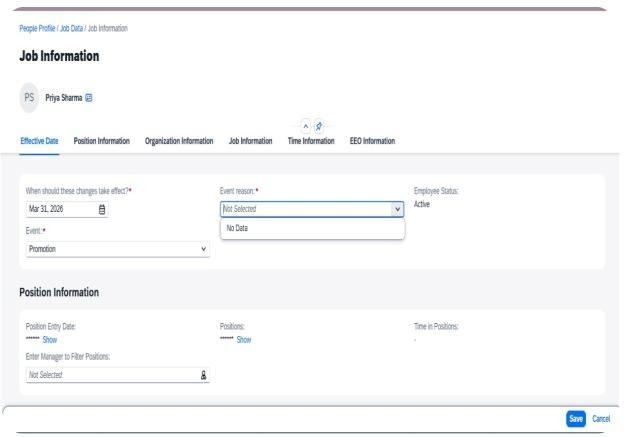 People Profile / Job Data / Job Information
Job Information
PS Priya Sharma
Effective Date Position Information Organization Information Job Information Time Information EEO Information
When should these changes take effect?* Event reason:* Employee Status:
Mar 31, 2026 Not Selected Active
Event:* No Data
Promotion
Position Information
Position Entry Date: Positions: Time in Positions:
****** Show ****** Show -
Enter Manager to Filter Positions:
Not Selected
Save Cancel